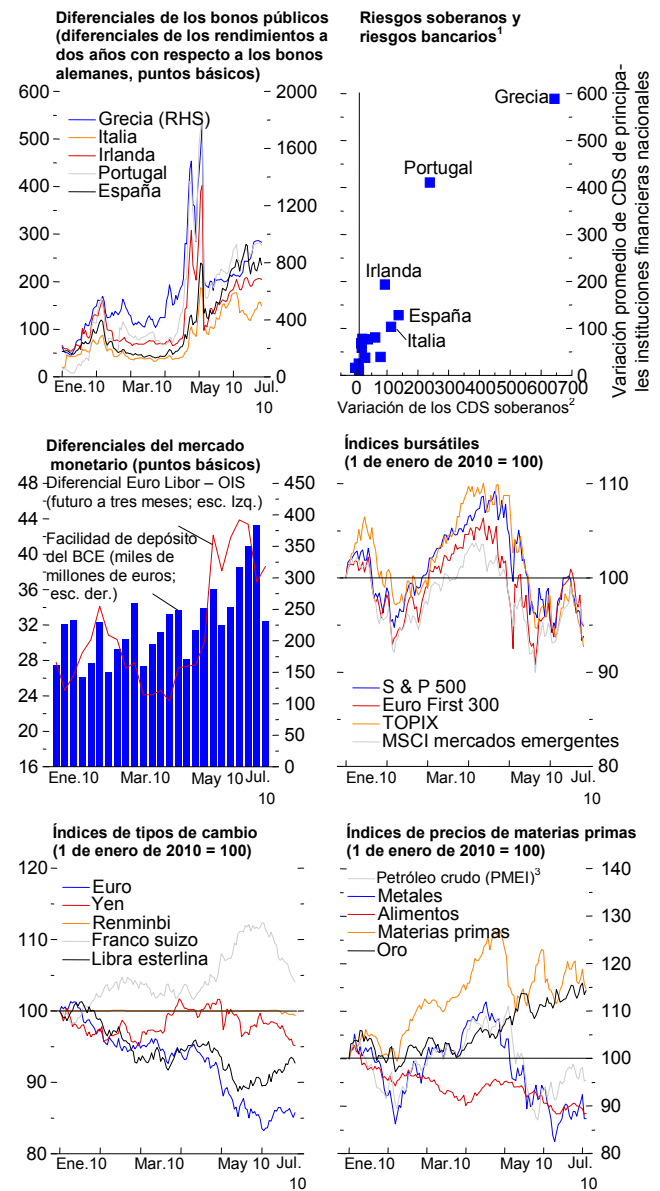 Diferenciales de los bonos públicos
(diferenciales de los rendimientos a
dos años con respecto a los bonos
alemanes, puntos básicos)
600
500
400
300
200
100
0
2000
1800
1400
1000
800
400
0
Grecia (RHS)
Italia
Irlanda
Portugal
España
Ene.10
Mar.10
May 10
Jul.
10
Riesgos soberanos y
riesgos bancarios1
Grecia
Portugal
Irlanda
España
Italia
600
500
400
300
200
100
0
0
100
200
300
400
500
600
700
Variación promedio de CDS de principa-
les instituciones financieras nacionales
Variación de los CDS soberanos2
Diferenciales del mercado
monetario (puntos básicos)
Diferencial Euro Libor – OIS
(futuro a tres meses; esc. Izq.)
Facilidad de depósito
del BCE (miles de
millones de euros;
esc. der.)
48
44
40
36
32
28
24
20
16
450
400
350
300
250
200
150
100
50
0
Ene.10
Mar.10
May 10
Jul.
10
Índices bursátiles
(1 de enero de 2010 = 100)
110
100
90
80
S & P 500
Euro First 300
TOPIX
MSCI mercados emergentes
Ene.10
Mar.10
May 10
Jul.
10
Índices de tipos de cambio
(1 de enero de 2010 = 100)
120
110
100
90
80
Euro
Yen
Renminbi
Franco suizo
Libra esterlina
Ene.10
Mar.10
May 10
Jul.
10
Índices de precios de materias primas
(1 de enero de 2010 = 100)
Petróleo crudo (PMEI)3
Metales
Alimentos
Materias primas
Oro
140
130
120
110
100
90
80
Ene.10
Mar.10
May 10
Jul.
10